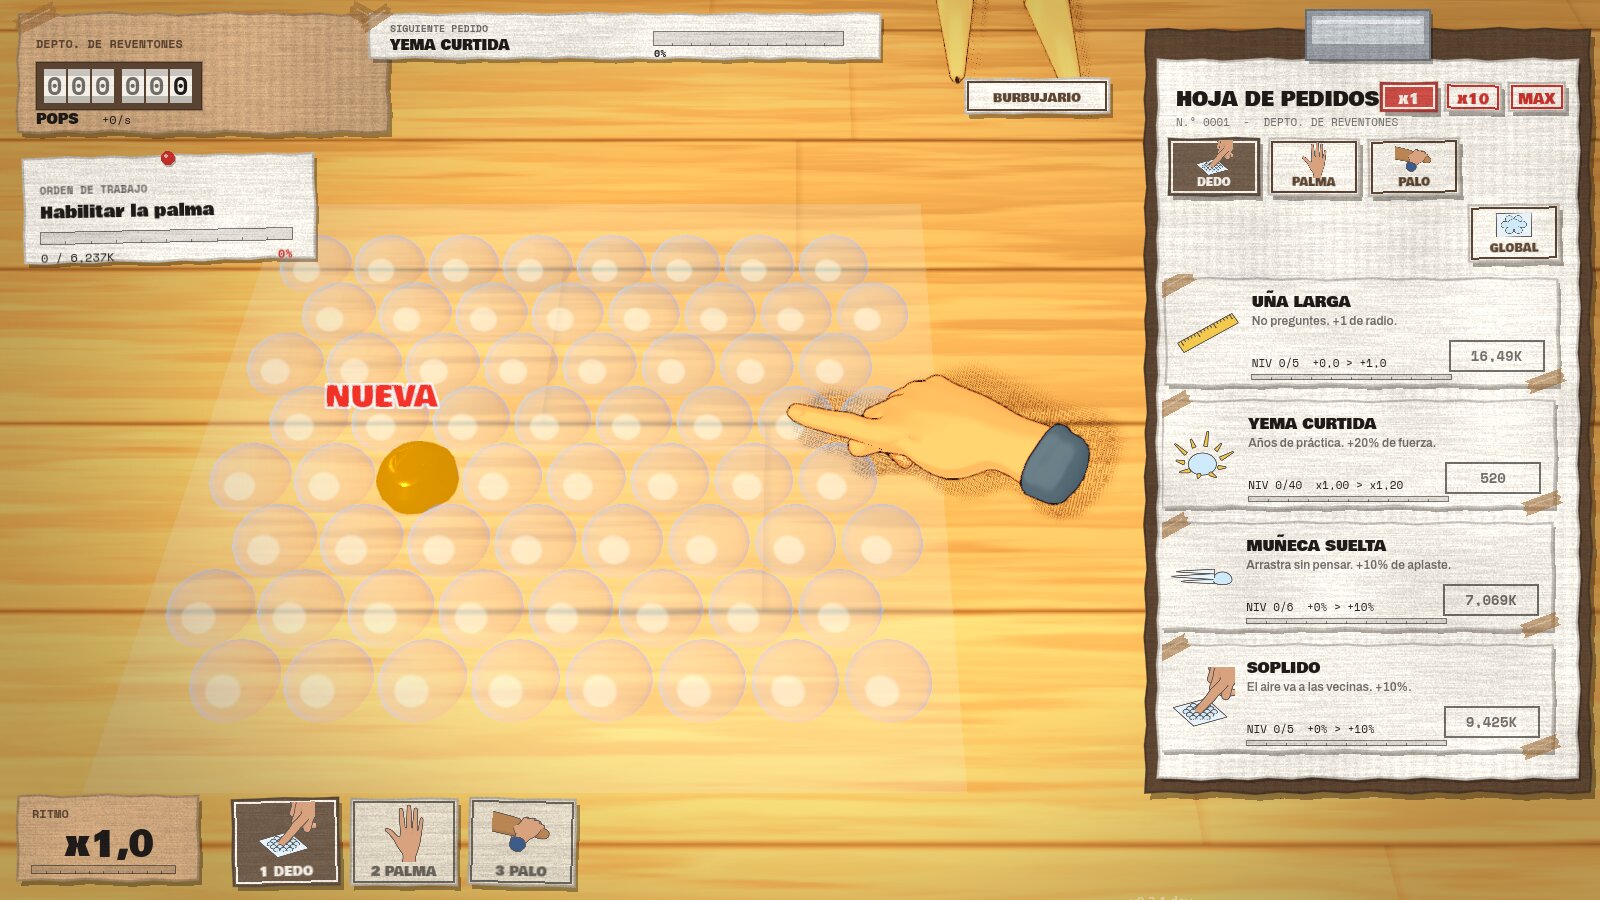 DEPTO. DE REVENTONES
000000
POPS +0/s
SIGUIENTE PEDIDO
YEMA CURTIDA
0%
BURBUJARIO
ORDEN DE TRABAJO
Habilitar la palma
0 / 6,237K 0%
NUEVA
RITMO
x1,0
1 DEDO
2 PALMA
3 PALO
HOJA DE PEDIDOS
x1
x10
MAX
N.º 0001 - DEPTO. DE REVENTONES
DEDO
PALMA
PALO
GLOBAL
UÑA LARGA
No preguntes. +1 de radio.
NIV 0/5 +0,0 > +1,0
16,49K
YEMA CURTIDA
Años de práctica. +20% de fuerza.
NIV 0/40 x1,00 > x1,20
520
MUÑECA SUELTA
Arrastra sin pensar. +10% de aplaste.
NIV 0/6 +0% > +10%
7,069K
SOPLIDO
El aire va a las vecinas. +10%.
NIV 0/5 +0% > +10%
9,425K